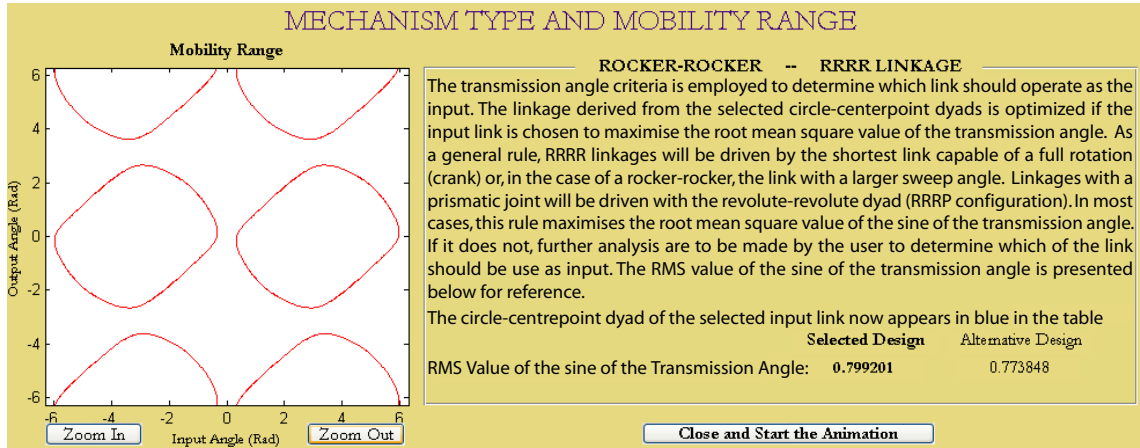 MECHANISM TYPE AND MOBILITY RANGE
Mobility Range
6
4
2
0
-2
-4
-6
Output Angle (Rad)
-6
-4
-2
0
2
4
6
Input Angle (Rad)
Zoom In
Zoom Out
ROCKER-ROCKER -- RRRR LINKAGE
The transmission angle criteria is employed to determine which link should operate as the
input. The linkage derived from the selected circle-centerpoint dyads is optimized if the
input link is chosen to maximise the root mean square value of the transmission angle. As
a general rule, RRRR linkages will be driven by the shortest link capable of a full rotation
(crank) or, in the case of a rocker-rocker, the link with a larger sweep angle. Linkages with a
prismatic joint will be driven with the revolute-revolute dyad (RRRP configuration). In most
cases, this rule maximises the root mean square value of the sine of the transmission angle.
If it does not, further analysis are to be made by the user to determine which of the link
should be use as input. The RMS value of the sine of the transmission angle is presented
below for reference.
The circle-centrepoint dyad of the selected input link now appears in blue in the table
Selected Design Alternative Design
RMS Value of the sine of the Transmission Angle: 0.799201 0.773848
Close and Start the Animation